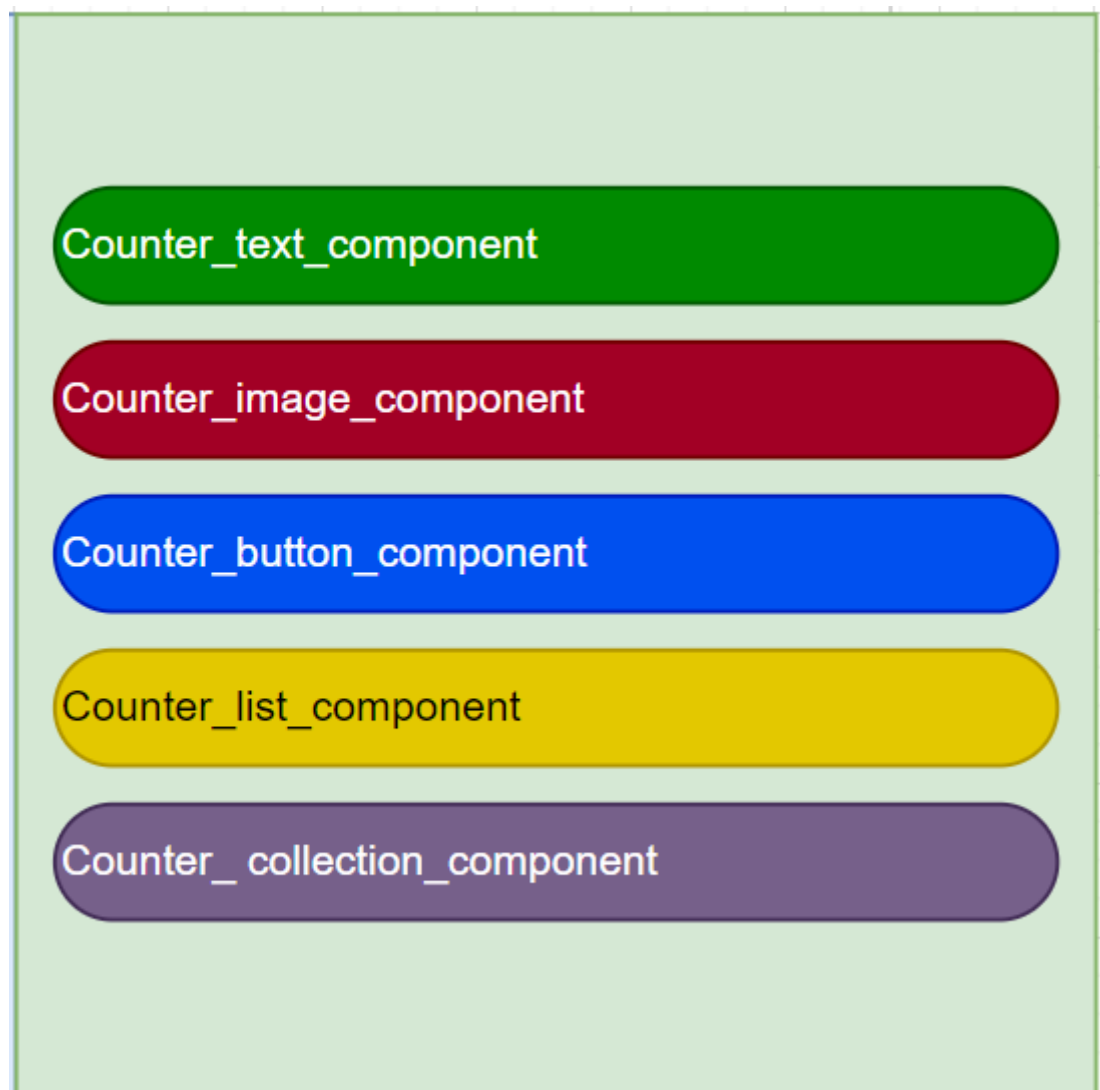 Counter_text_component
Counter_image_component
Counter_button_component
Counter_list_component
Counter_ collection_component